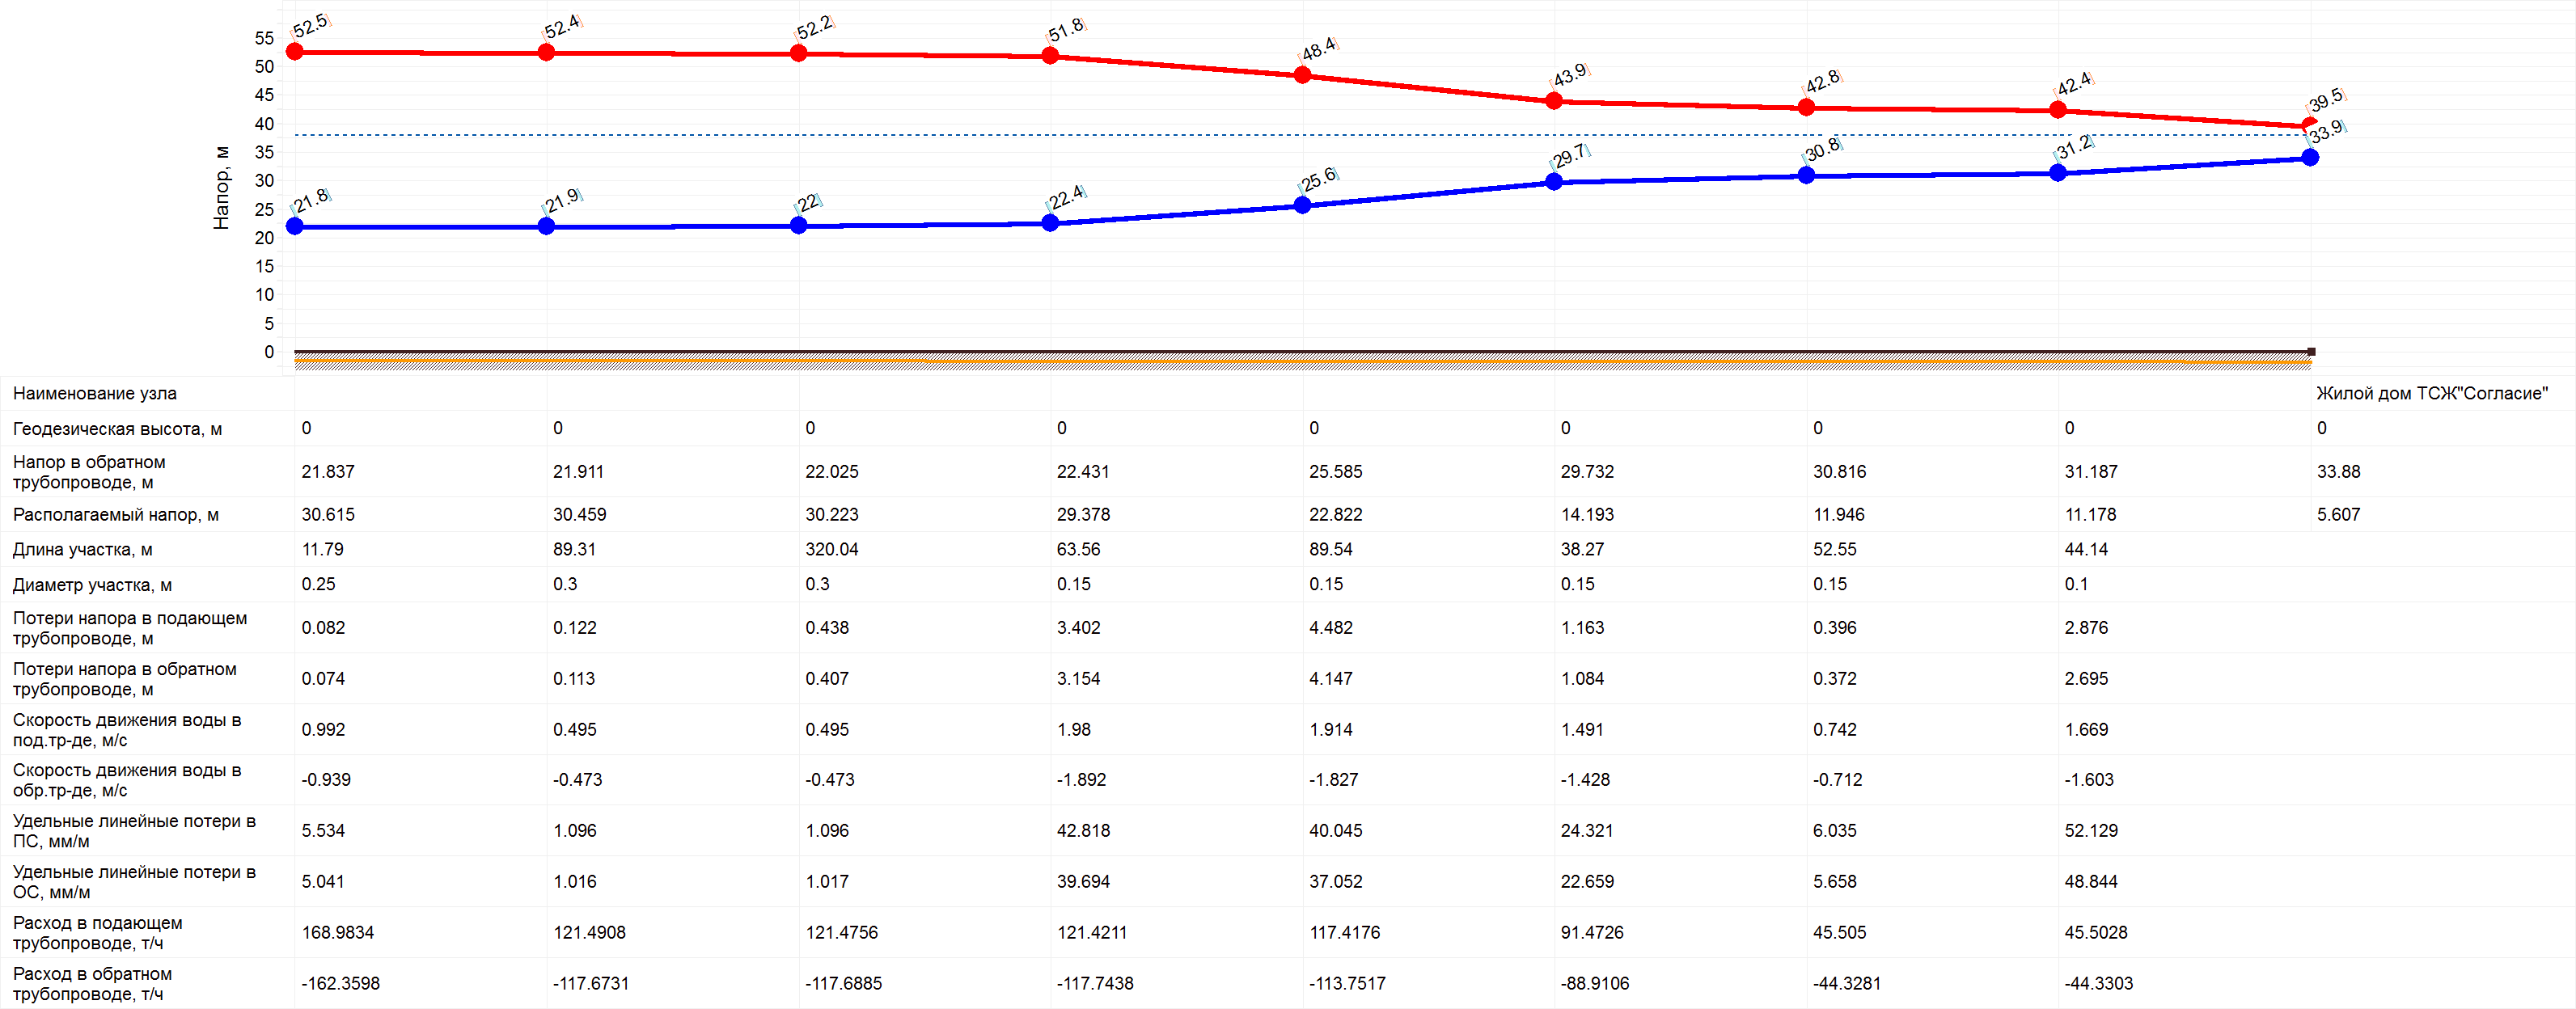 [52.5]
[52.4]
[52.2]
[51.8]
[48.4]
[43.9]
[42.8]
[42.4]
[39.5]
[21.8]
[21.9]
[22]
[22.4]
[25.6]
[29.7]
[30.8]
[31.2]
[33.9]
Напор, м
55
50
45
40
35
30
25
20
15
10
5
0
Наименование узла Жилой дом ТСЖ"Согласие"
Геодезическая высота, м 0 0 0 0 0 0 0 0 0
Напор в обратном
трубопроводе, м 21.837 21.911 22.025 22.431 25.585 29.732 30.816 31.187 33.88
Располагаемый напор, м 30.615 30.459 30.223 29.378 22.822 14.193 11.946 11.178 5.607
Длина участка, м 11.79 89.31 320.04 63.56 89.54 38.27 52.55 44.14
Диаметр участка, м 0.25 0.3 0.3 0.15 0.15 0.15 0.15 0.1
Потери напора в подающем
трубопроводе, м 0.082 0.122 0.438 3.402 4.482 1.163 0.396 2.876
Потери напора в обратном
трубопроводе, м 0.074 0.113 0.407 3.154 4.147 1.084 0.372 2.695
Скорость движения воды в
под.тр-де, м/с 0.992 0.495 0.495 1.98 1.914 1.491 0.742 1.669
Скорость движения воды в
обр.тр-де, м/с -0.939 -0.473 -0.473 -1.892 -1.827 -1.428 -0.712 -1.603
Удельные линейные потери в
ПС, мм/м 5.534 1.096 1.096 42.818 40.045 24.321 6.035 52.129
Удельные линейные потери в
ОС, мм/м 5.041 1.016 1.017 39.694 37.052 22.659 5.658 48.844
Расход в подающем
трубопроводе, т/ч 168.9834 121.4908 121.4756 121.4211 117.4176 91.4726 45.505 45.5028
Расход в обратном
трубопроводе, т/ч -162.3598 -117.6731 -117.6885 -117.7438 -113.7517 -88.9106 -44.3281 -44.3303